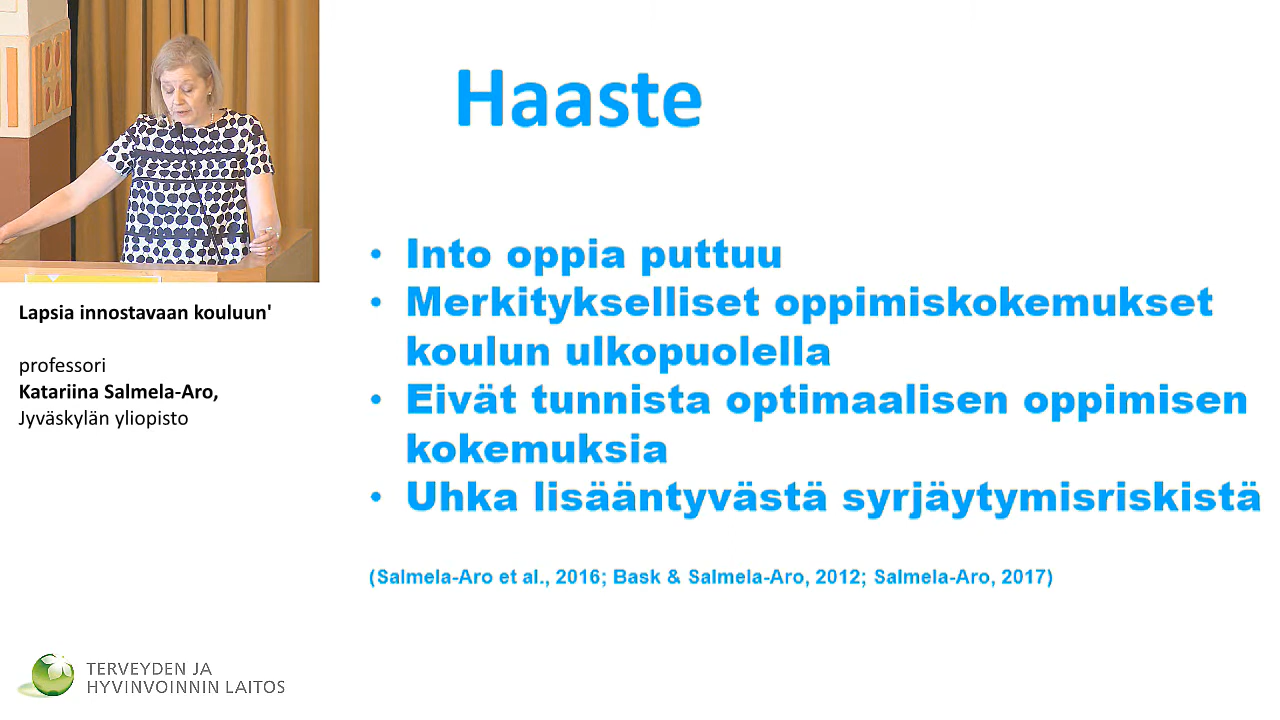 Haaste
• Into oppia puttuu
• Merkitykselliset oppimiskokemukset
koulun ulkopuolella
• Eivät tunnista optimaalisen oppimisen
kokemuksia
• Uhka lisääntyvästä syrjäytymisriskistä
(Salmela-Aro et al., 2016; Bask & Salmela-Aro, 2012; Salmela-Aro, 2017)
Lapsia innostavaan kouluun'
professori
Katariina Salmela-Aro,
Jyväskylän yliopisto
TERVEYDEN JA
HYVINVOINNIN LAITOS